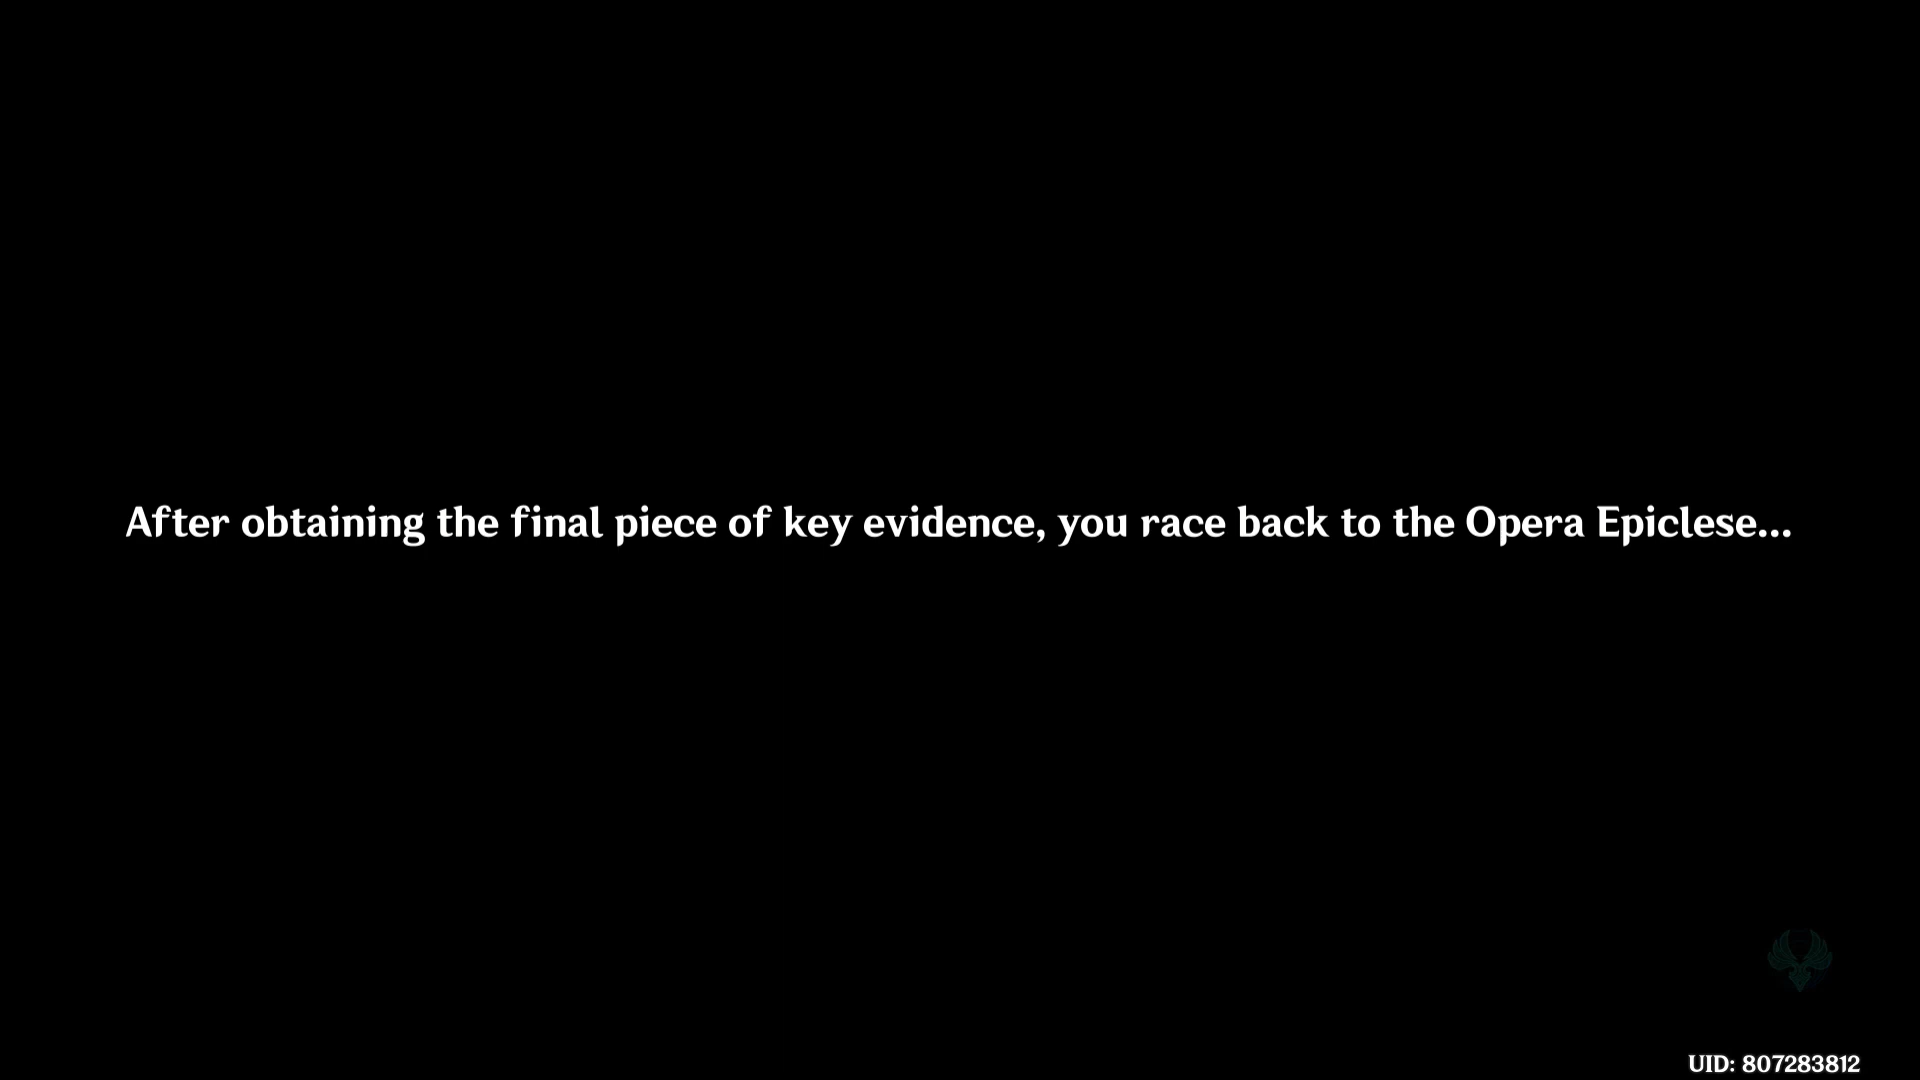 After obtaining the final piece of key evidence, you race back to the Opera Epiclese...
UID: 807283812